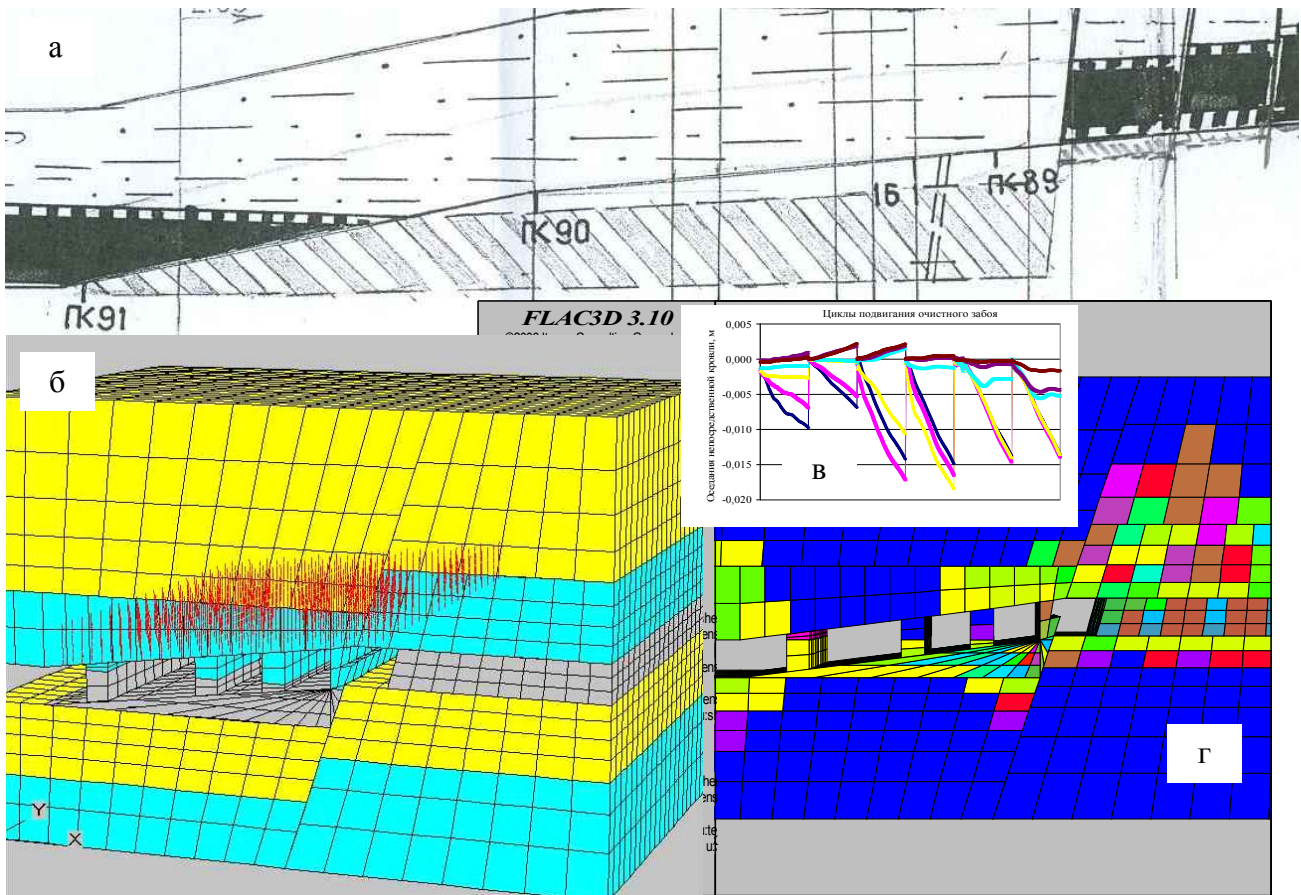 а
ПК91
ПК90
1Б
ПК89
FLAC3D 3.10
б
Циклы подвигания очистного забоя
Оседания непосредственной кровли, м
0,005
0,000
-0,005
-0,010
-0,015
-0,020
в
г
Y
X